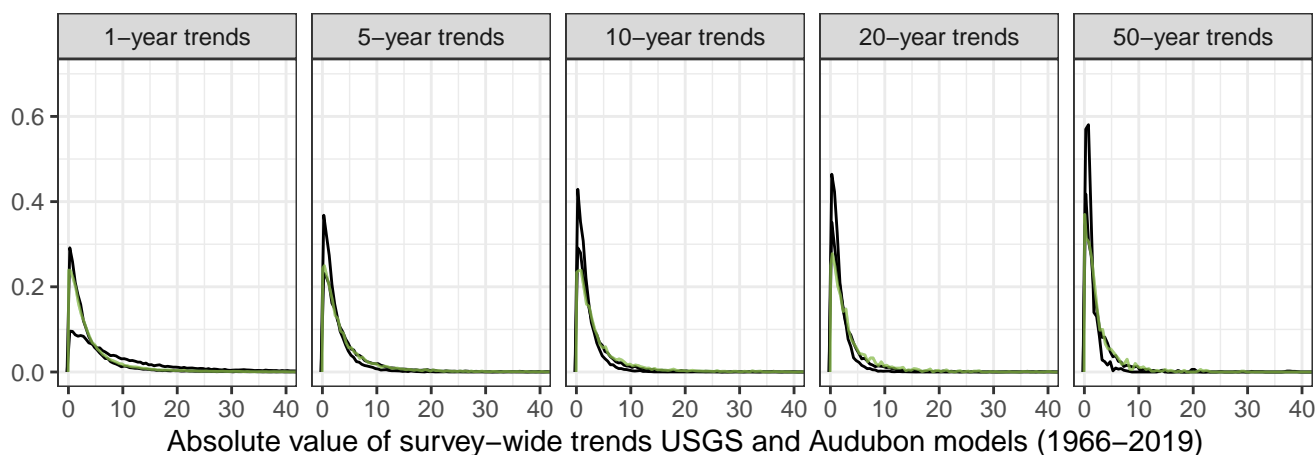 1−year trends 5−year trends 10−year trends 20−year trends 50−year trends
0.6
0.4
0.2
0.0
0 10 20 30 40 0 10 20 30 40 0 10 20 30 40 0 10 20 30 40 0 10 20 30 40
Absolute value of survey−wide trends USGS and Audubon models (1966−2019)